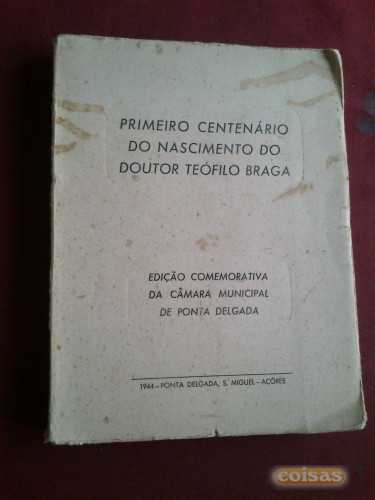 PRIMEIRO CENTENÁRIO
DO NASCIMENTO DO
DOUTOR TEÓFILO BRAGA
EDIÇÃO COMEMORATIVA
DA CÂMARA MUNICIPAL
DE PONTA DELGADA
1944 – PONTA DELGADA, S. MIGUEL – AÇÔRES
coisas